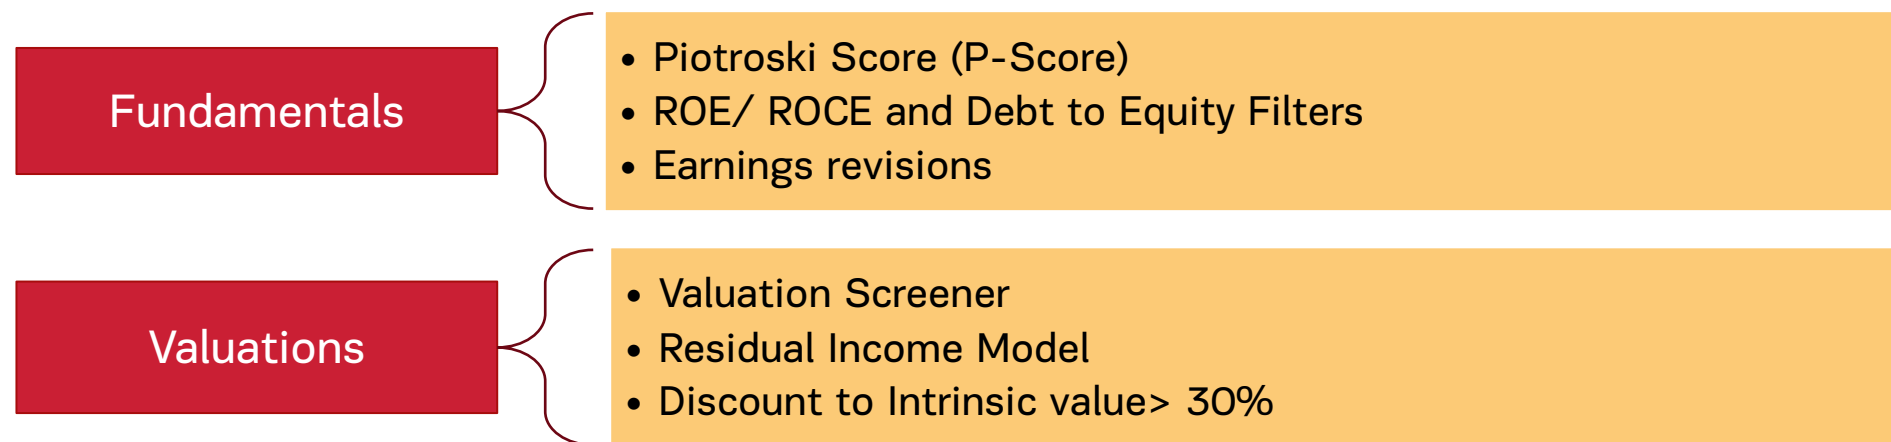 Fundamentals
• Piotroski Score (P-Score)
• ROE/ ROCE and Debt to Equity Filters
• Earnings revisions
Valuations
• Valuation Screener
• Residual Income Model
• Discount to Intrinsic value> 30%